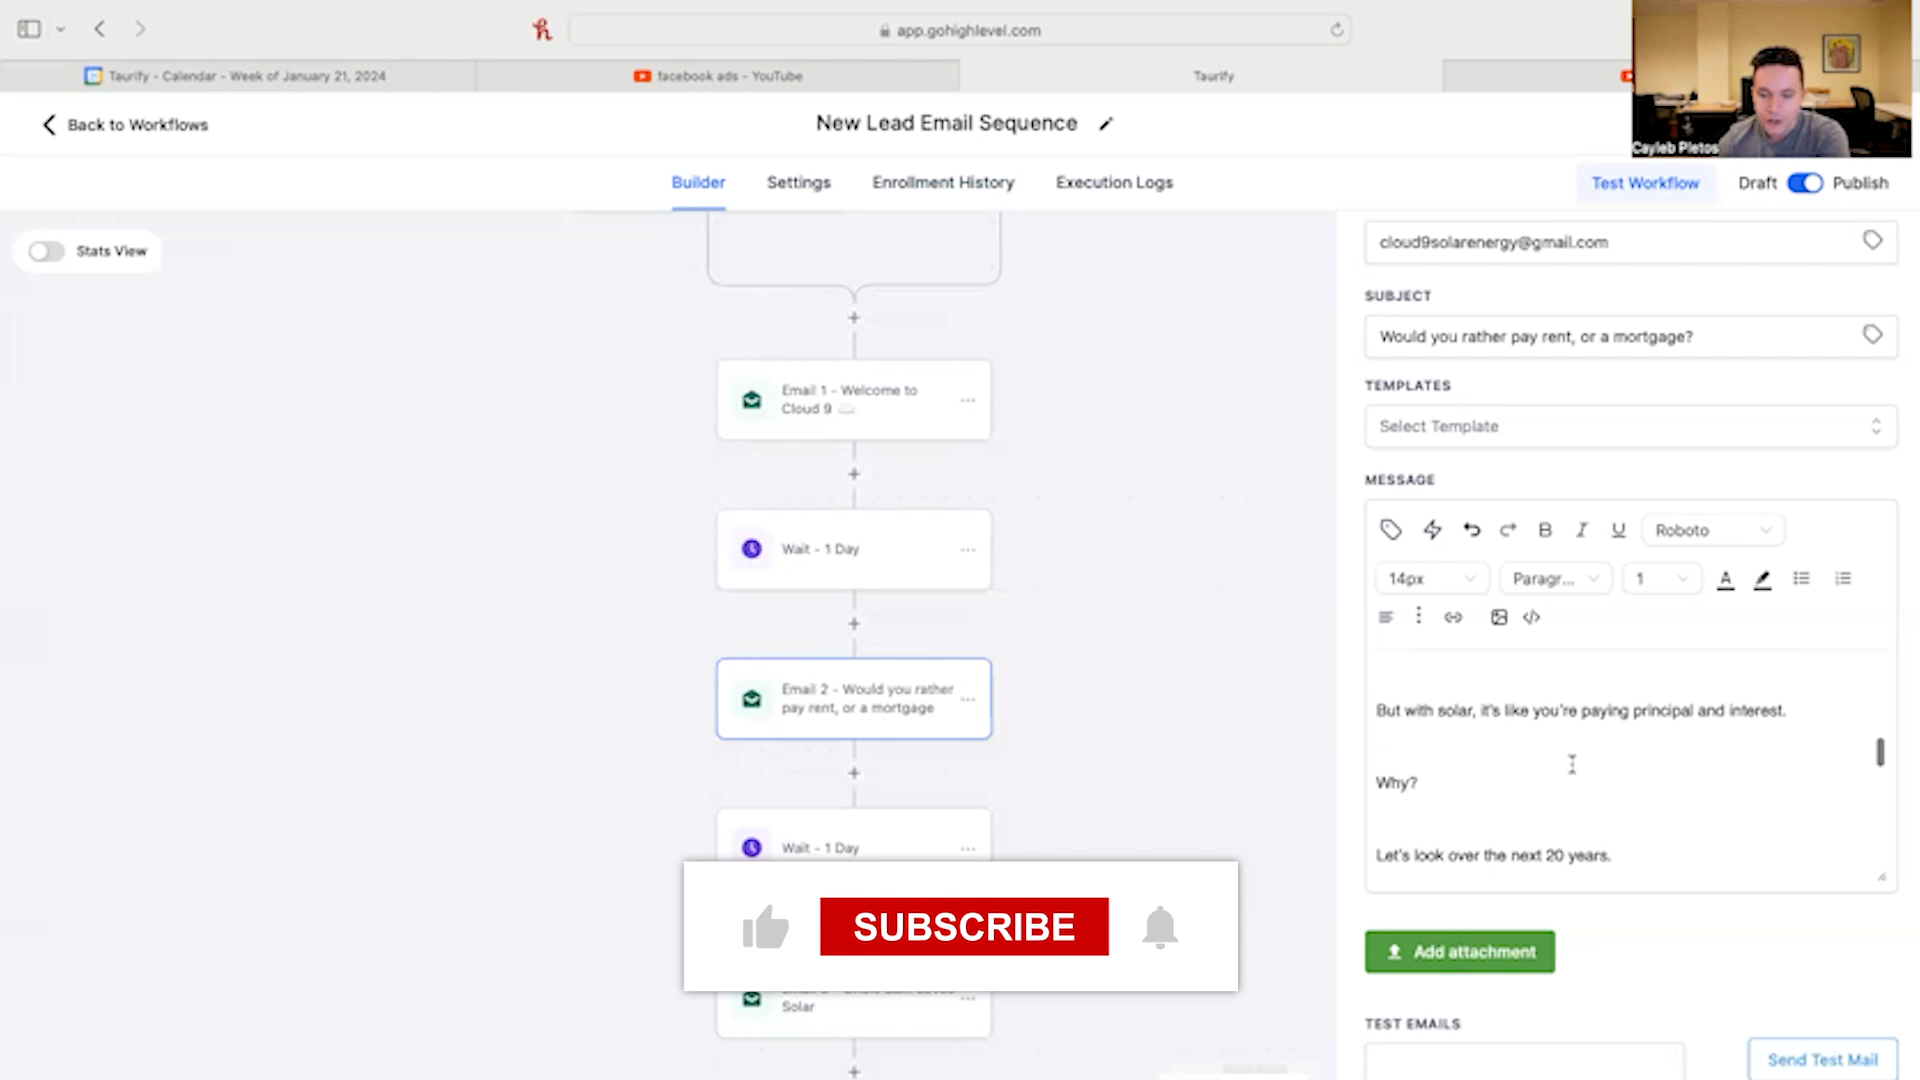 app.gohighlevel.com
Taurify - Calendar - Week of January 21, 2024
facebook ads - YouTube
Taurify
Back to Workflows
New Lead Email Sequence
Cayleb Pletos
Builder
Settings
Enrollment History
Execution Logs
Test Workflow
Draft
Publish
Stats View
cloud9solarenergy@gmail.com
SUBJECT
Would you rather pay rent, or a mortgage?
TEMPLATES
Select Template
MESSAGE
B I U Roboto
14px
Paragr...
1
A
But with solar, it's like you're paying principal and interest.
Why?
Let's look over the next 20 years.
Add attachment
TEST EMAILS
Send Test Mail
Email 1 - Welcome to
Cloud 9
Wait - 1 Day
Email 2 - Would you rather
pay rent, or a mortgage
Wait - 1 Day
SUBSCRIBE
Solar